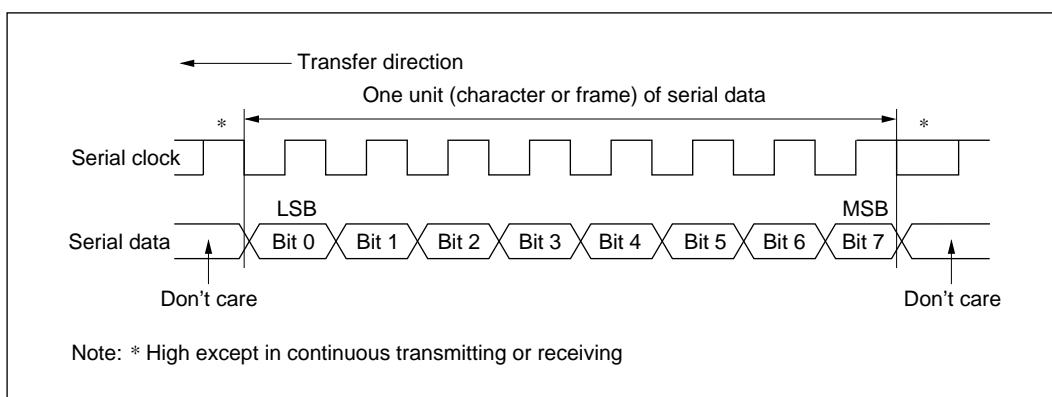 Transfer direction
One unit (character or frame) of serial data
* *
Serial clock
LSB MSB
Serial data Bit 0 Bit 1 Bit 2 Bit 3 Bit 4 Bit 5 Bit 6 Bit 7
Don’t care Don’t care
Note: * High except in continuous transmitting or receiving